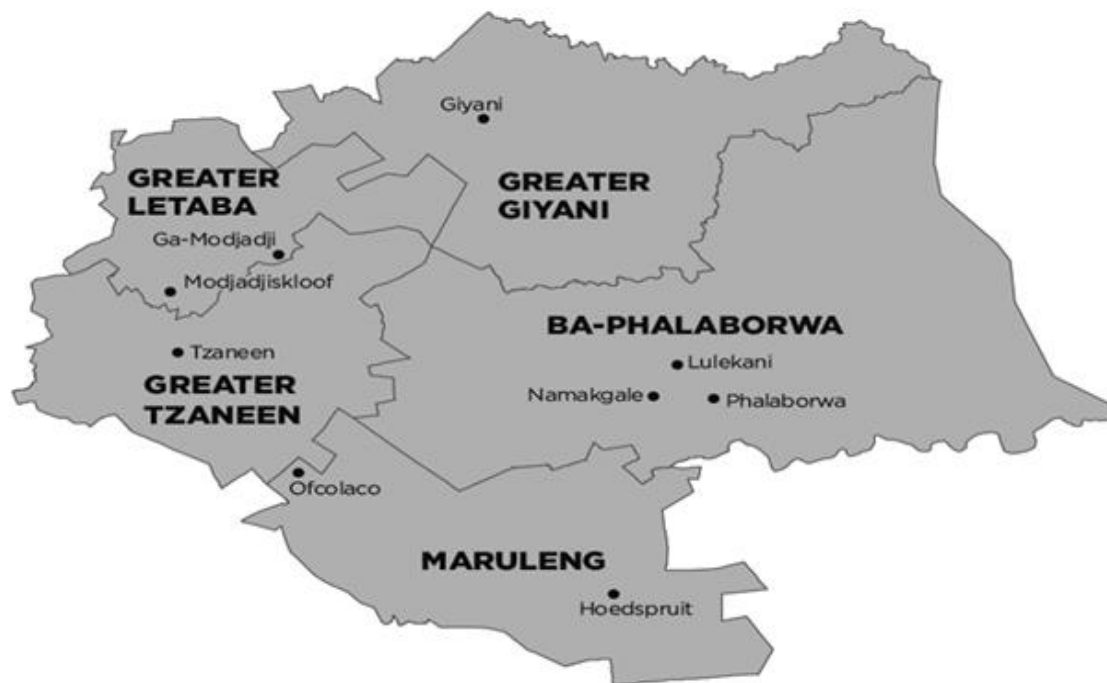 Giyani
GREATER
LETABA
GREATER
GIYANI
Ga-Modjadji
Modjadjiskloof
BA-PHALABORWA
Tzaneen
Lulekani
GREATER
TZANEEN
Namakgale
Phalaborwa
Ofcolaco
MARULENG
Hoedspruit